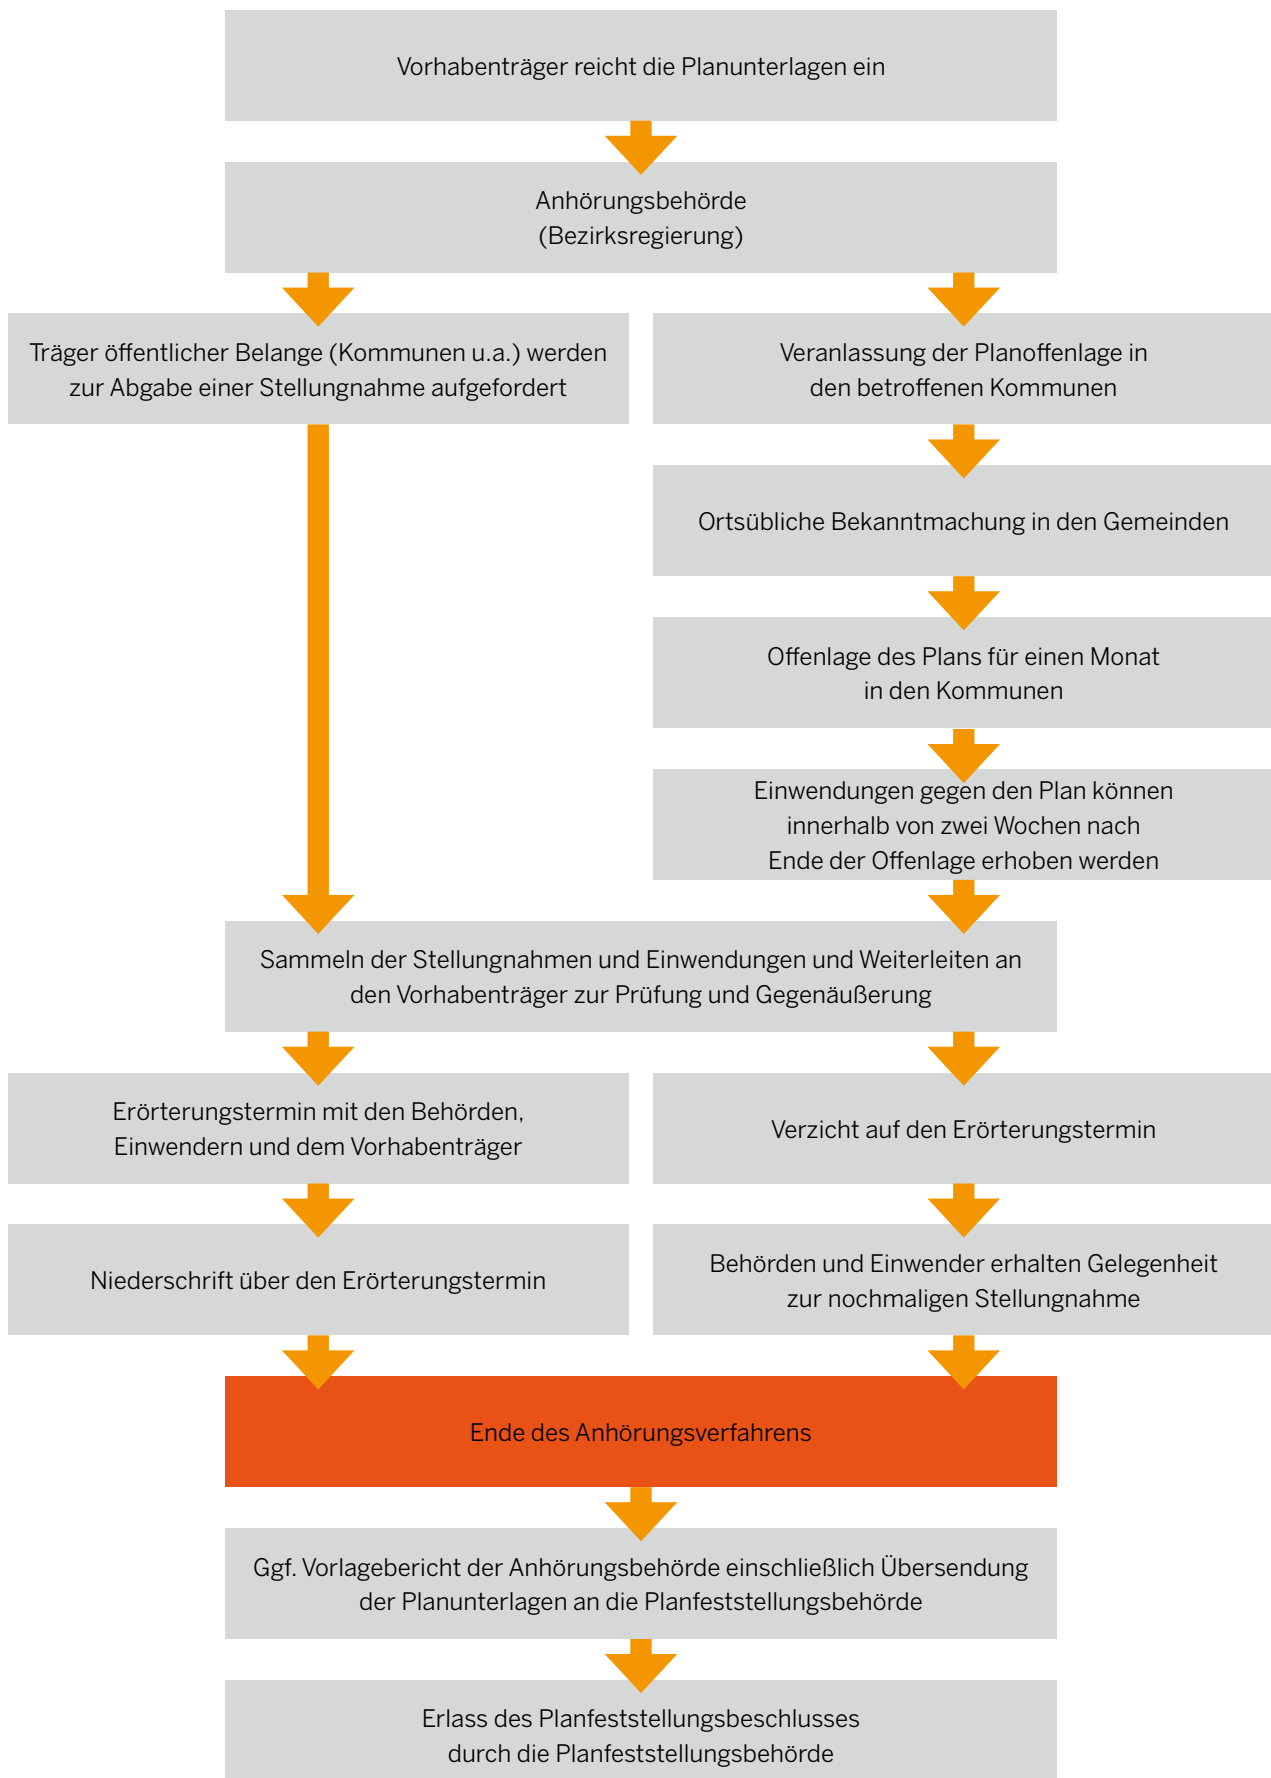 Vorhabenträger reicht die Planunterlagen ein
Anhörungsbehörde
(Bezirksregierung)
Träger öffentlicher Belange (Kommunen u.a.) werden
zur Abgabe einer Stellungnahme aufgefordert
Veranlassung der Planoffenlage in
den betroffenen Kommunen
Ortsübliche Bekanntmachung in den Gemeinden
Offenlage des Plans für einen Monat
in den Kommunen
Einwendungen gegen den Plan können
innerhalb von zwei Wochen nach
Ende der Offenlage erhoben werden
Sammeln der Stellungnahmen und Einwendungen und Weiterleiten an
den Vorhabenträger zur Prüfung und Gegenäußerung
Erörterungstermin mit den Behörden,
Einwendern und dem Vorhabenträger
Verzicht auf den Erörterungstermin
Niederschrift über den Erörterungstermin
Behörden und Einwender erhalten Gelegenheit
zur nochmaligen Stellungnahme
Ende des Anhörungsverfahrens
Ggf. Vorlagebericht der Anhörungsbehörde einschließlich Übersendung
der Planunterlagen an die Planfeststellungsbehörde
Erlass des Planfeststellungsbeschlusses
durch die Planfeststellungsbehörde